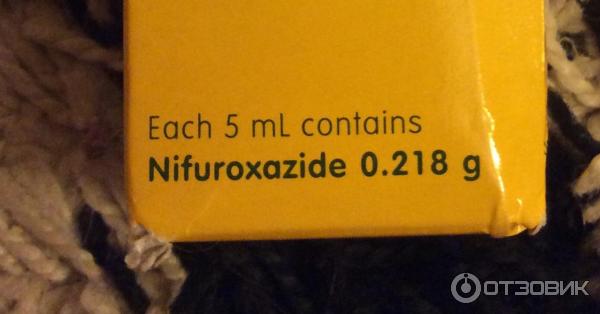 Each 5 mL contains
Nifuroxazide 0.218 g
ОТЗОВИК